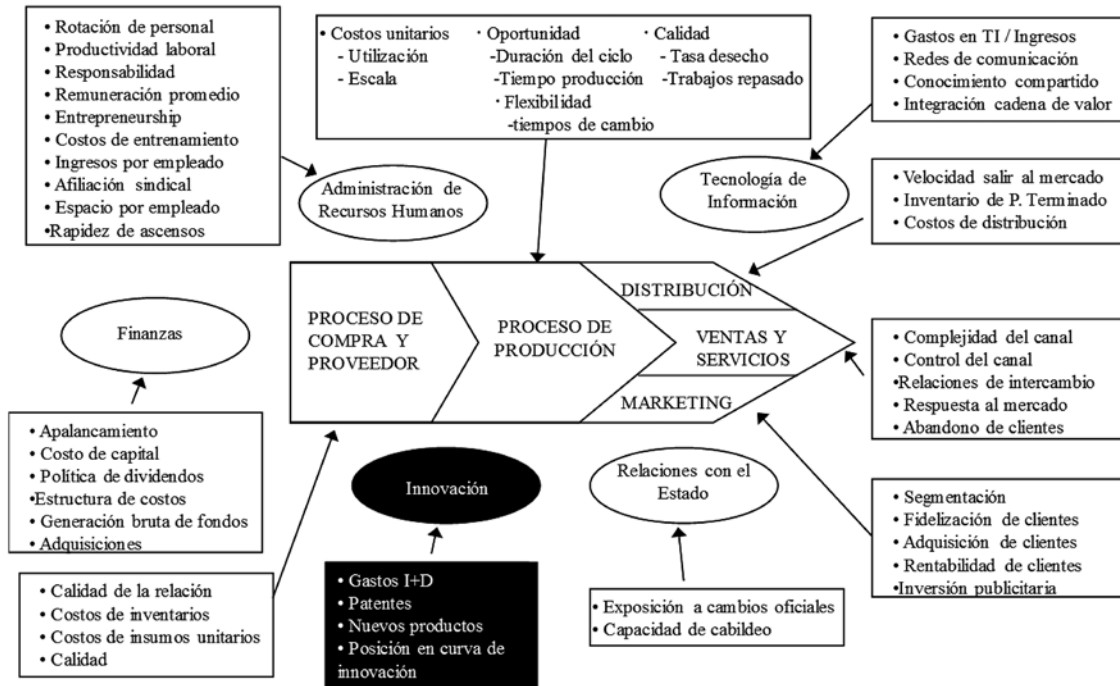 • Rotación de personal
• Productividad laboral
• Responsabilidad
• Remuneración promedio
• Entrepreneurship
• Costos de entrenamiento
• Ingresos por empleado
• Afiliación sindical
• Espacio por empleado
•Rapidez de ascensos
• Costos unitarios
- Utilización
- Escala
· Oportunidad
-Duración del ciclo
-Tiempo producción
· Flexibilidad
-tiempos de cambio
• Calidad
- Tasa desecho
-Trabajos repasado
• Gastos en TI / Ingresos
• Redes de comunicación
• Conocimiento compartido
• Integración cadena de valor
Administración de
Recursos Humanos
Tecnología de
Información
• Velocidad salir al mercado
• Inventario de P. Terminado
• Costos de distribución
Finanzas
PROCESO DE
COMPRA Y
PROVEEDOR
PROCESO DE
PRODUCCIÓN
DISTRIBUCIÓN
VENTAS Y
SERVICIOS
MARKETING
• Complejidad del canal
• Control del canal
•Relaciones de intercambio
• Respuesta al mercado
• Abandono de clientes
• Apalancamiento
• Costo de capital
• Política de dividendos
•Estructura de costos
• Generación bruta de fondos
• Adquisiciones
Innovación
Relaciones con el
Estado
• Segmentación
• Fidelización de clientes
• Adquisición de clientes
• Rentabilidad de clientes
•Inversión publicitaria
• Calidad de la relación
• Costos de inventarios
• Costos de insumos unitarios
• Calidad
• Gastos I+D
• Patentes
• Nuevos productos
• Posición en curva de
innovación
• Exposición a cambios oficiales
• Capacidad de cabildeo